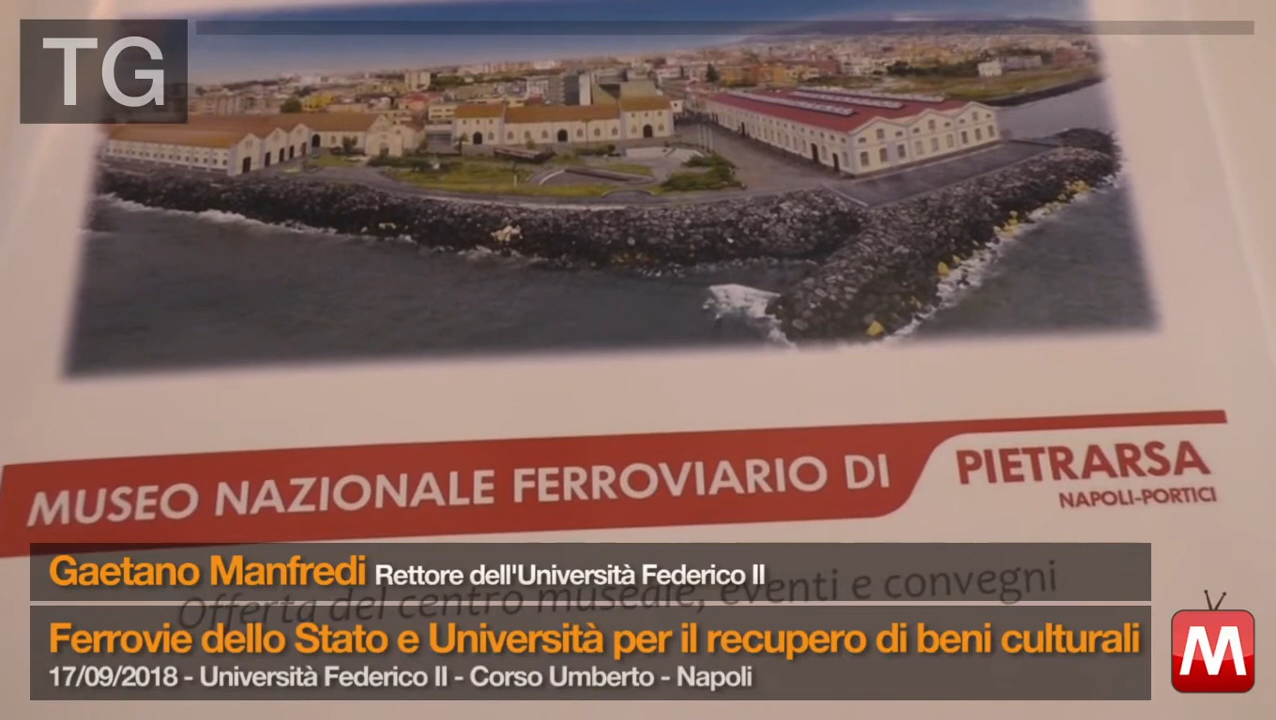 TG
MUSEO NAZIONALE FERROVIARIO DI PIETRARSA
NAPOLI-PORTICI
Gaetano Manfredi Rettore dell'Università Federico II
Offerta del centro museale, eventi e convegni
Ferrovie dello Stato e Università per il recupero di beni culturali
17/09/2018 - Università Federico II - Corso Umberto - Napoli
M